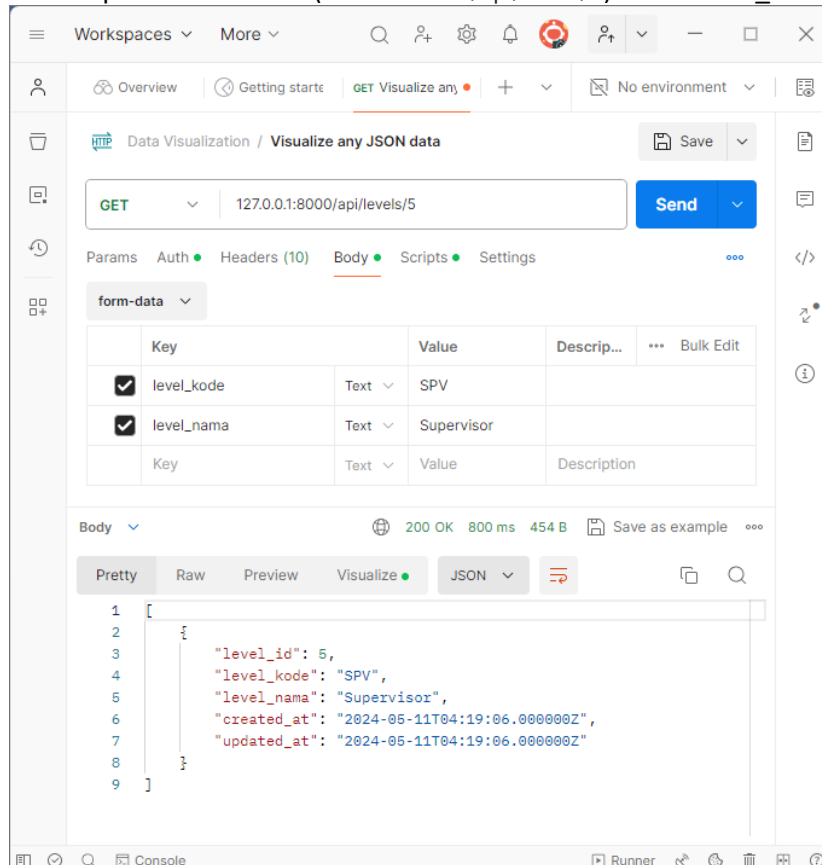 Workspaces More
Overview Getting starte GET Visualize any + No environment
HTTP Data Visualization / Visualize any JSON data Save
GET 127.0.0.1:8000/api/levels/5 Send
Params Auth Headers (10) Body Scripts Settings
form-data
Key Value Descrip... Bulk Edit
level_kode Text SPV
level_nama Text Supervisor
Key Text Value Description
Body 200 OK 800 ms 454 B Save as example
Pretty Raw Preview Visualize JSON
1 [
2 {
3 "level_id": 5,
4 "level_kode": "SPV",
5 "level_nama": "Supervisor",
6 "created_at": "2024-05-11T04:19:06.000000Z",
7 "updated_at": "2024-05-11T04:19:06.000000Z"
8 }
9 ]
Console Runner